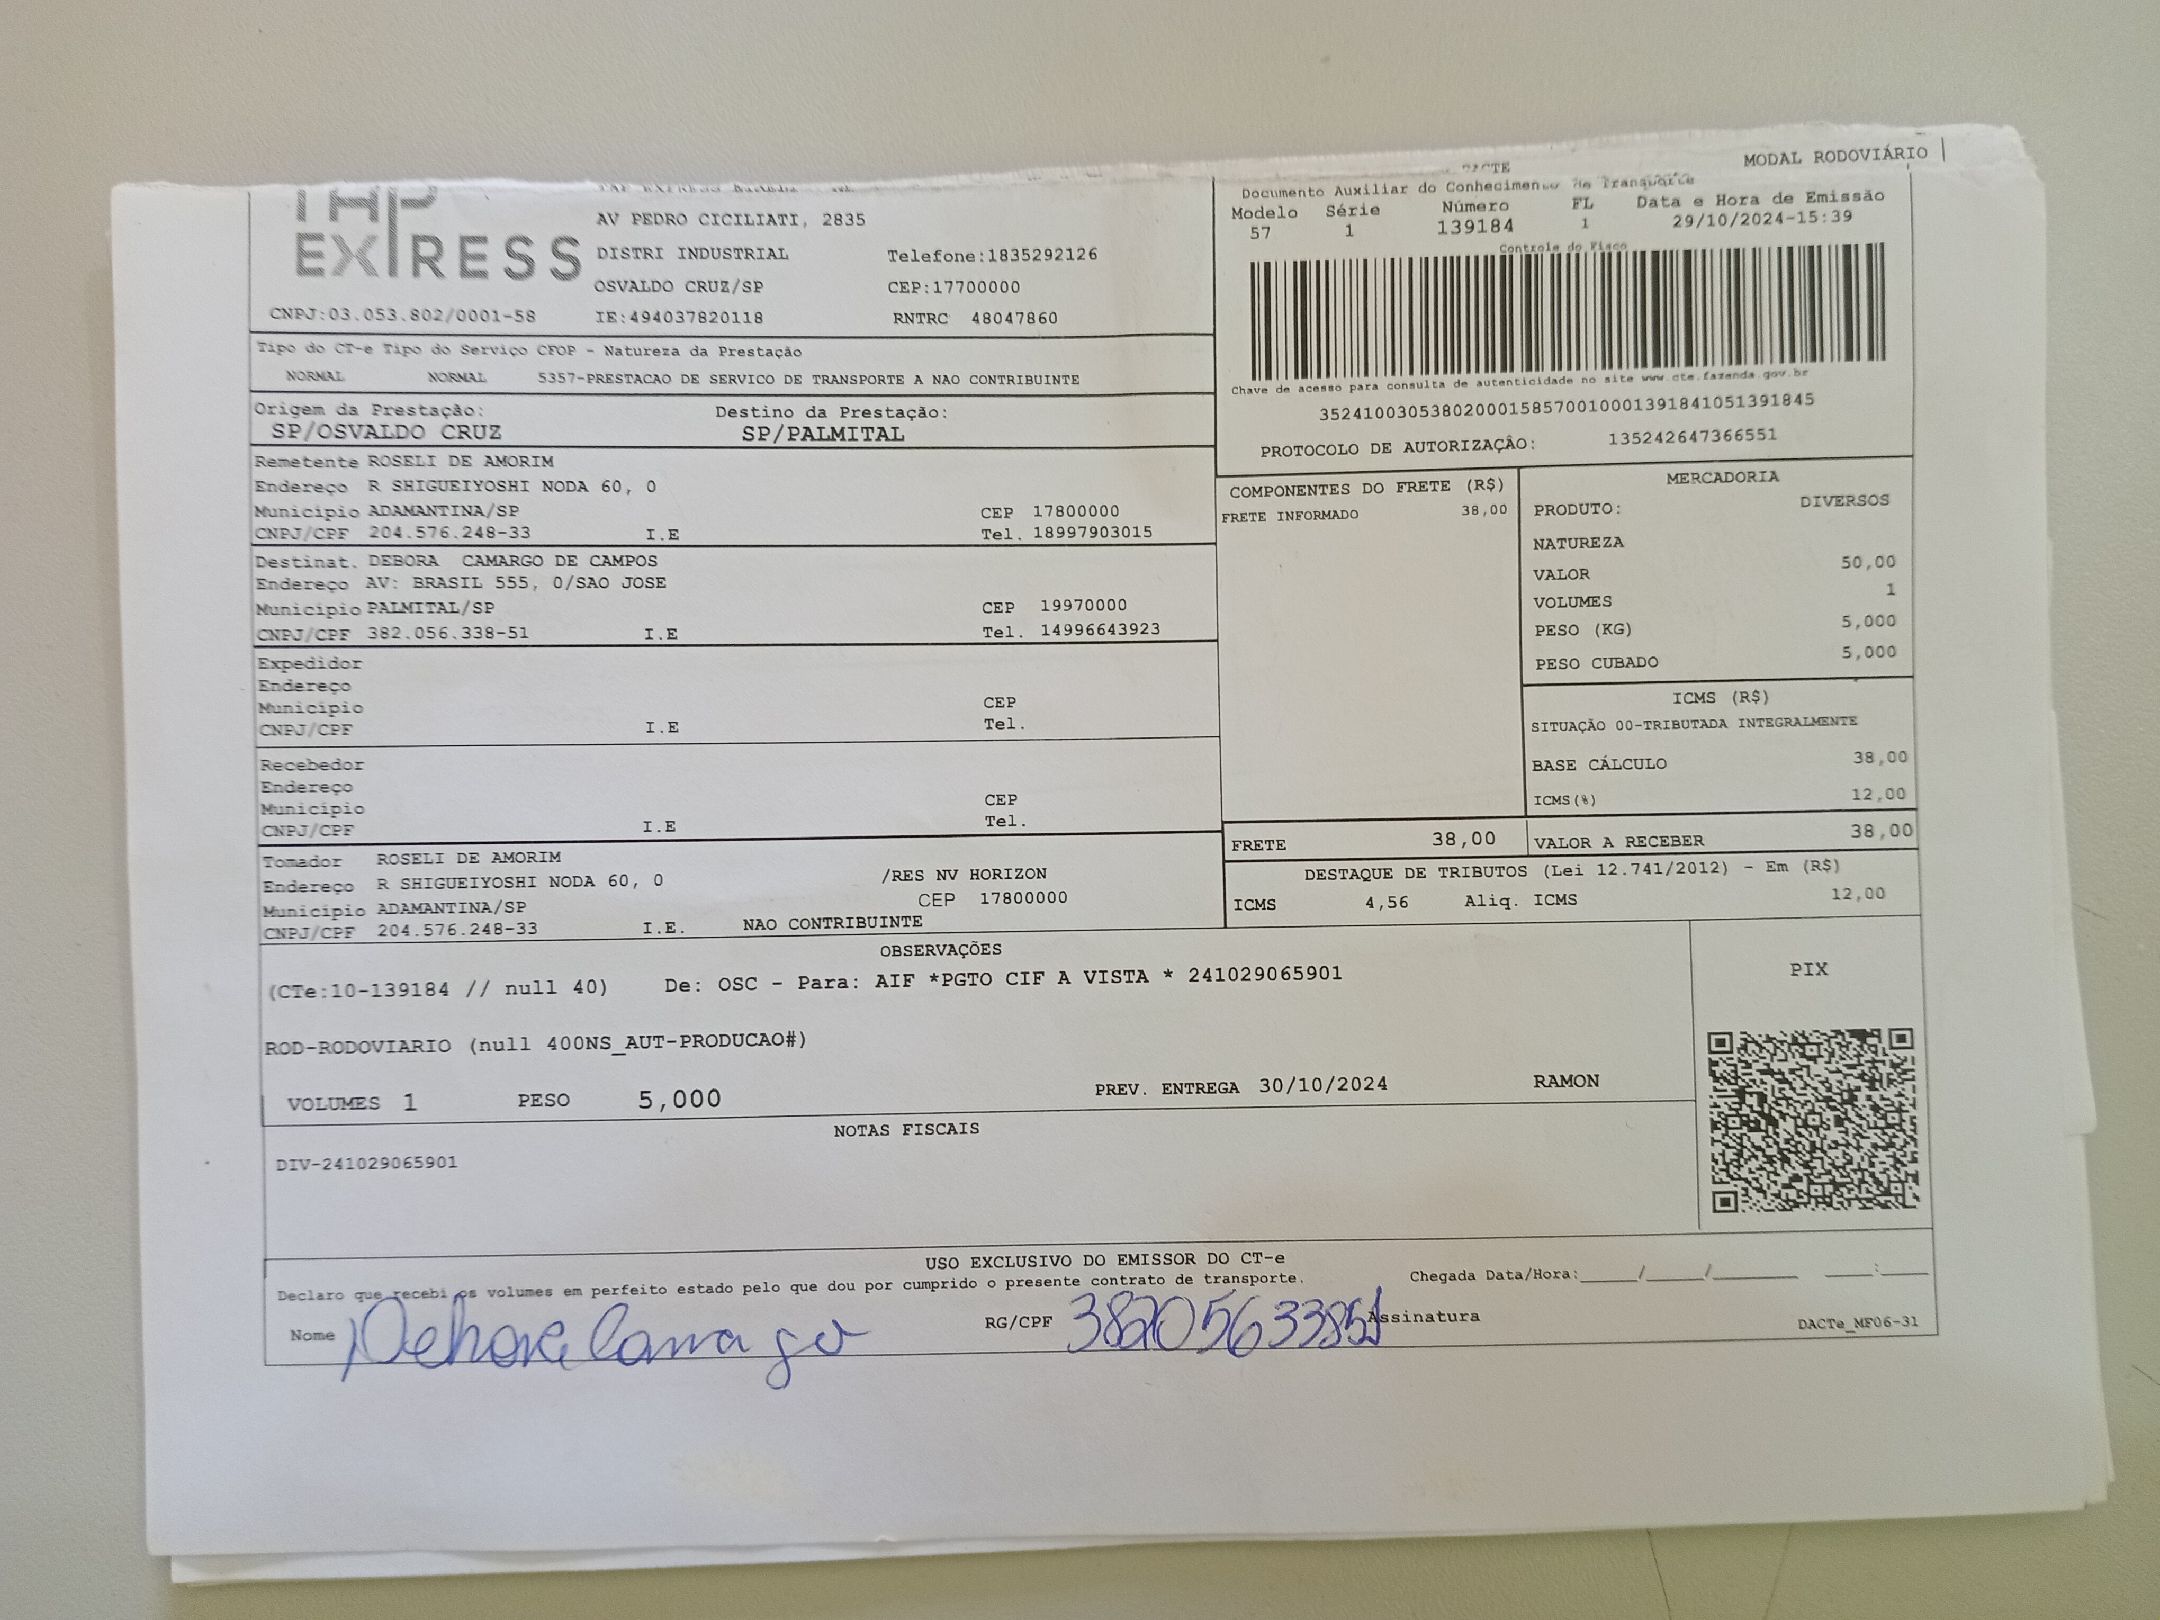 EXPRESS
AV PEDRO CICILIATI, 2835
DISTRI INDUSTRIAL Telefone:1835292126
OSVALDO CRUZ/SP CEP:17700000
CNPJ:03.053.802/0001-58 IE:494037820118 RNTRC 48047860
Tipo do CT-e Tipo do Serviço CFOP - Natureza da Prestação
NORMAL NORMAL 5357-PRESTACAO DE SERVICO DE TRANSPORTE A NAO CONTRIBUINTE
Origem da Prestação: Destino da Prestação:
SP/OSVALDO CRUZ SP/PALMITAL
Remetente ROSELI DE AMORIM
Endereço R SHIGUEIYOSHI NODA 60, 0
Município ADAMANTINA/SP CEP 17800000
CNPJ/CPF 204.576.248-33 I.E Tel. 18997903015
Destinat. DEBORA CAMARGO DE CAMPOS
Endereço AV: BRASIL 555, 0/SAO JOSE
Município PALMITAL/SP CEP 19970000
CNPJ/CPF 382.056.338-51 I.E Tel. 14996643923
Expedidor
Endereço
Município CEP
CNPJ/CPF I.E Tel.
Recebedor
Endereço
Município CEP
CNPJ/CPF I.E Tel.
Tomador ROSELI DE AMORIM
Endereço R SHIGUEIYOSHI NODA 60, 0 /RES NV HORIZON
Município ADAMANTINA/SP CEP 17800000
CNPJ/CPF 204.576.248-33 I.E. NAO CONTRIBUINTE
DACTE MODAL RODOVIÁRIO
Documento Auxiliar do Conhecimento de Transporte
Modelo Série Número FL Data e Hora de Emissão
57 1 139184 1 29/10/2024-15:39
Controle do Fisco
Chave de acesso para consulta de autenticidade no site www.cte.fazenda.gov.br
35241003053802000158570010001391841051391845
PROTOCOLO DE AUTORIZAÇÃO: 135242647366551
COMPONENTES DO FRETE (R$)
FRETE INFORMADO 38,00
MERCADORIA
PRODUTO: DIVERSOS
NATUREZA
VALOR 50,00
VOLUMES 1
PESO (KG) 5,000
PESO CUBADO 5,000
ICMS (R$)
SITUAÇÃO 00-TRIBUTADA INTEGRALMENTE
BASE CÁLCULO 38,00
ICMS(%) 12,00
FRETE 38,00 VALOR A RECEBER 38,00
DESTAQUE DE TRIBUTOS (Lei 12.741/2012) - Em (R$)
ICMS 4,56 Aliq. ICMS 12,00
OBSERVAÇÕES
(CTe:10-139184 // null 40) De: OSC - Para: AIF *PGTO CIF A VISTA * 241029065901
ROD-RODOVIARIO (null 400NS_AUT-PRODUCAO#)
VOLUMES 1 PESO 5,000 PREV. ENTREGA 30/10/2024 RAMON
PIX
NOTAS FISCAIS
DIV-241029065901
USO EXCLUSIVO DO EMISSOR DO CT-e
Declaro que recebi os volumes em perfeito estado pelo que dou por cumprido o presente contrato de transporte. Chegada Data/Hora:_____/_____/_______ ____:____
Nome Debora Camargo RG/CPF 38205633851 Assinatura DACTe_MF06-31